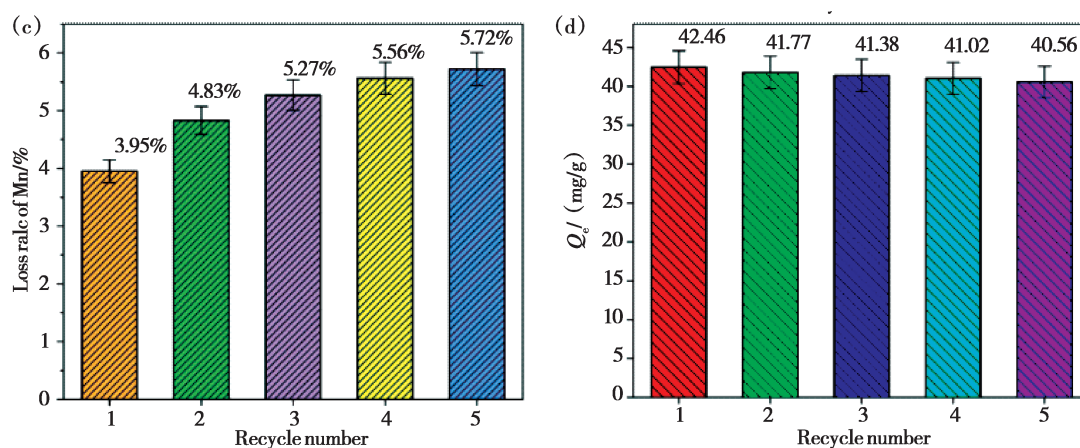 (c)
6
5
4
3
2
1
0
Loss ralc of Mn/%
3.95%
4.83%
5.27%
5.56%
5.72%
1 2 3 4 5
Recycle number
(d)
45
40
35
30
25
20
15
10
5
0
Qe/ (mg/g)
42.46 41.77 41.38 41.02 40.56
1 2 3 4 5
Recycle number